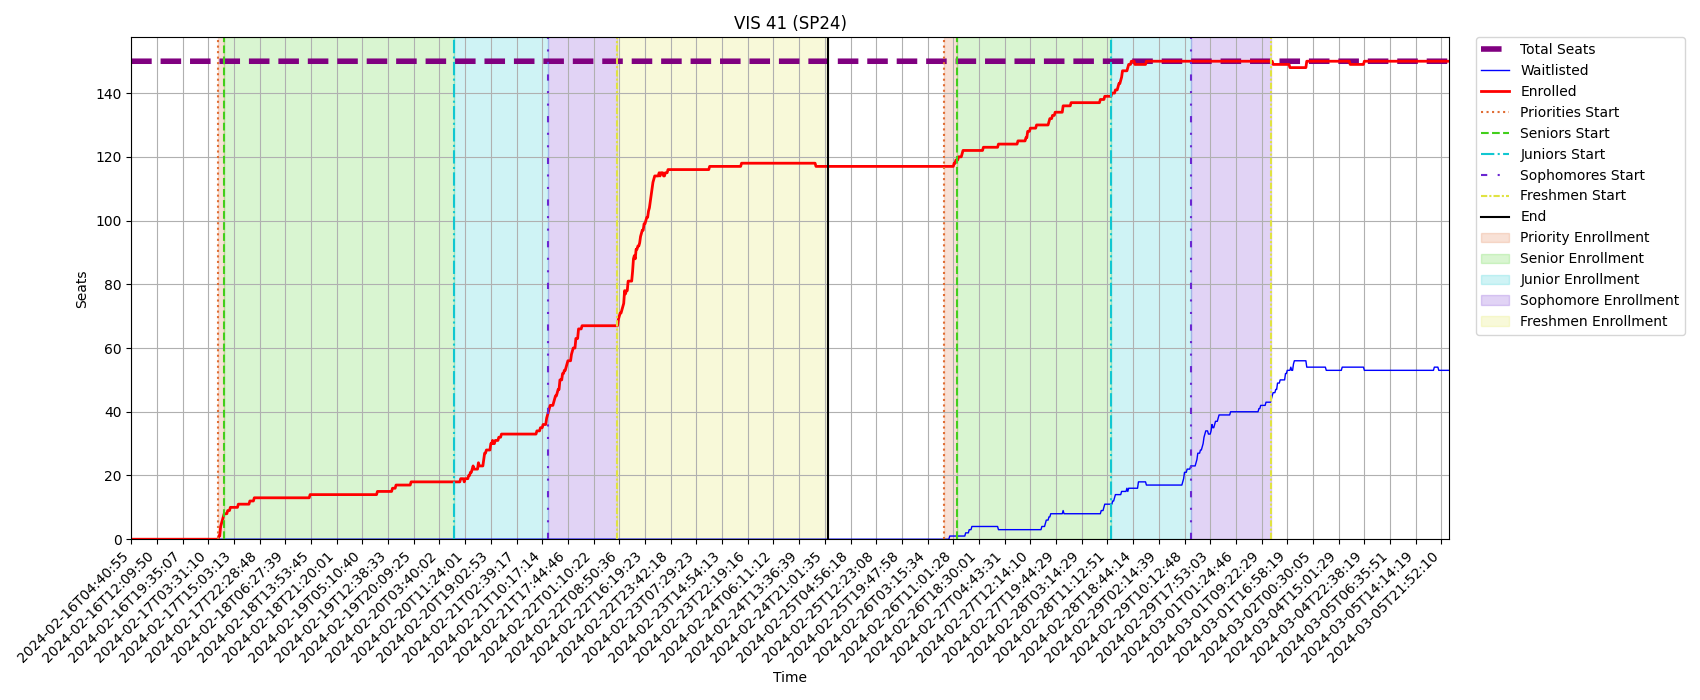 VIS 41 (SP24)
Seats
140
120
100
80
60
40
20
0
2024-02-16T04:40:55
2024-02-16T12:09:50
2024-02-16T19:35:07
2024-02-17T03:31:10
2024-02-17T15:03:13
2024-02-17T22:28:48
2024-02-18T06:27:39
2024-02-18T13:53:45
2024-02-18T21:20:01
2024-02-19T05:10:46
2024-02-19T12:38:33
2024-02-19T20:09:25
2024-02-20T03:40:02
2024-02-20T11:24:01
2024-02-20T19:02:53
2024-02-21T02:39:17
2024-02-21T10:17:14
2024-02-21T17:44:46
2024-02-22T01:10:22
2024-02-22T08:50:36
2024-02-22T16:19:23
2024-02-22T23:42:18
2024-02-23T07:29:23
2024-02-23T14:54:13
2024-02-23T22:19:16
2024-02-24T06:11:12
2024-02-24T13:36:39
2024-02-24T21:01:35
2024-02-25T04:56:18
2024-02-25T12:23:08
2024-02-25T19:47:58
2024-02-26T03:15:34
2024-02-26T11:01:28
2024-02-26T18:30:01
2024-02-27T04:43:31
2024-02-27T12:14:10
2024-02-27T19:44:29
2024-02-28T03:14:29
2024-02-28T11:12:51
2024-02-28T18:44:14
2024-02-29T02:14:39
2024-02-29T10:12:48
2024-02-29T17:53:03
2024-03-01T01:24:46
2024-03-01T09:22:29
2024-03-01T16:58:19
2024-03-02T00:30:05
2024-03-04T15:01:29
2024-03-04T22:38:19
2024-03-05T06:35:51
2024-03-05T14:14:19
2024-03-05T21:52:10
Time
Total Seats
Waitlisted
Enrolled
Priorities Start
Seniors Start
Juniors Start
Sophomores Start
Freshmen Start
End
Priority Enrollment
Senior Enrollment
Junior Enrollment
Sophomore Enrollment
Freshmen Enrollment